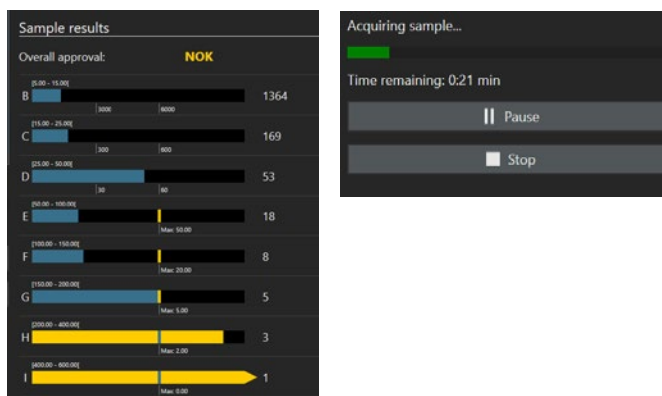 Sample results
Overall approval: NOK
[5.00 - 15.00[
B 1364
3000 6000
[15.00 - 25.00[
C 169
300 600
[25.00 - 50.00[
D 53
30 60
[50.00 - 100.00[
E 18
Max: 50.00
[100.00 - 150.00[
F 8
Max: 20.00
[150.00 - 200.00[
G 5
Max: 5.00
[200.00 - 400.00[
H 3
Max: 2.00
[400.00 - 600.00[
I 1
Max: 0.00
Acquiring sample...
Time remaining: 0:21 min
Pause
Stop